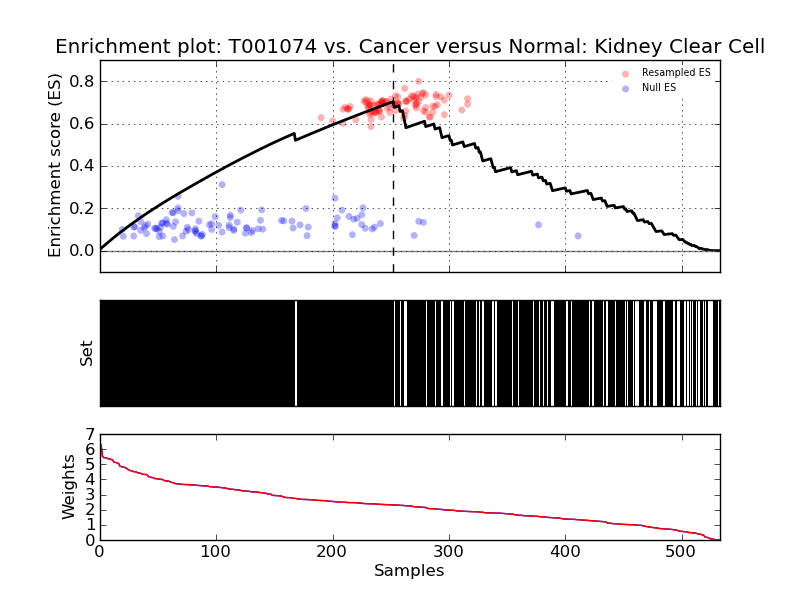 Enrichment plot: T001074 vs. Cancer versus Normal: Kidney Clear Cell
Enrichment score (ES)
0.8
0.6
0.4
0.2
0.0
Resampled ES
Null ES
Set
Weights
7
6
5
4
3
2
1
0
0 100 200 300 400 500
Samples